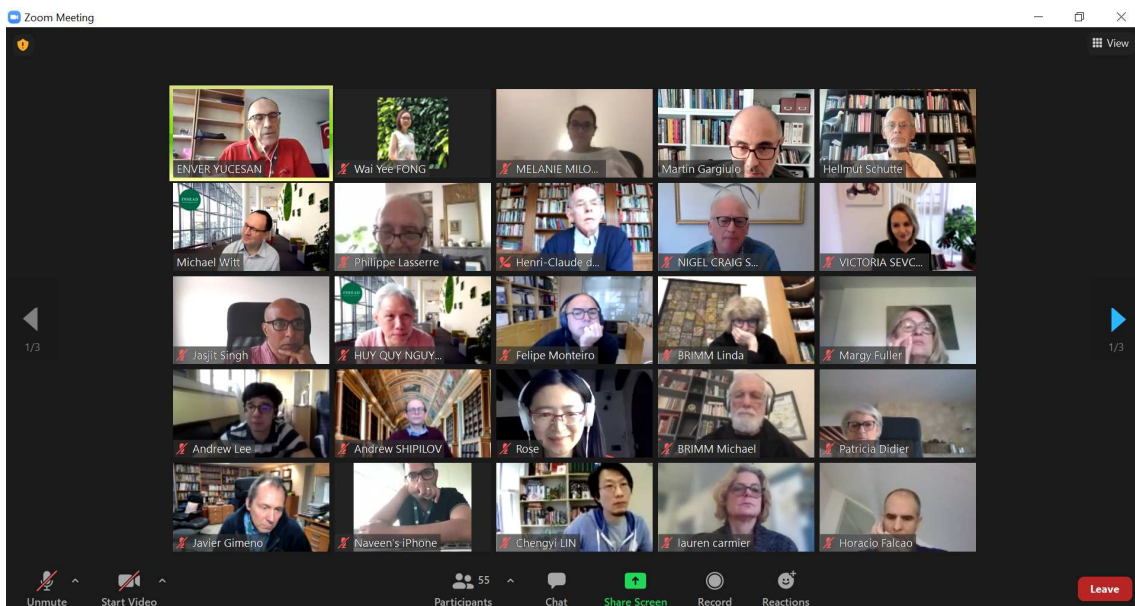 Zoom Meeting
View
ENVER YUCESAN
Wai Yee FONG
MELANIE MILO...
Martin Gargiulo
Hellmut Schutte
INSEAD
Michael Witt
Philippe Lasserre
Henri-Claude d...
NIGEL CRAIG S...
VICTORIA SEVC...
INSEAD
Jasjit Singh
HUY QUY NGUY...
Felipe Monteiro
BRIMM Linda
Margy Fuller
1/3
1/3
Andrew Lee
Andrew SHIPILOV
Rose
BRIMM Michael
Patricia Didier
Javier Gimeno
Naveen's iPhone
Chengyi LIN
lauren carmier
Horacio Falcao
Unmute
Start Video
55
Participants
Chat
Share Screen
Record
Reactions
Leave